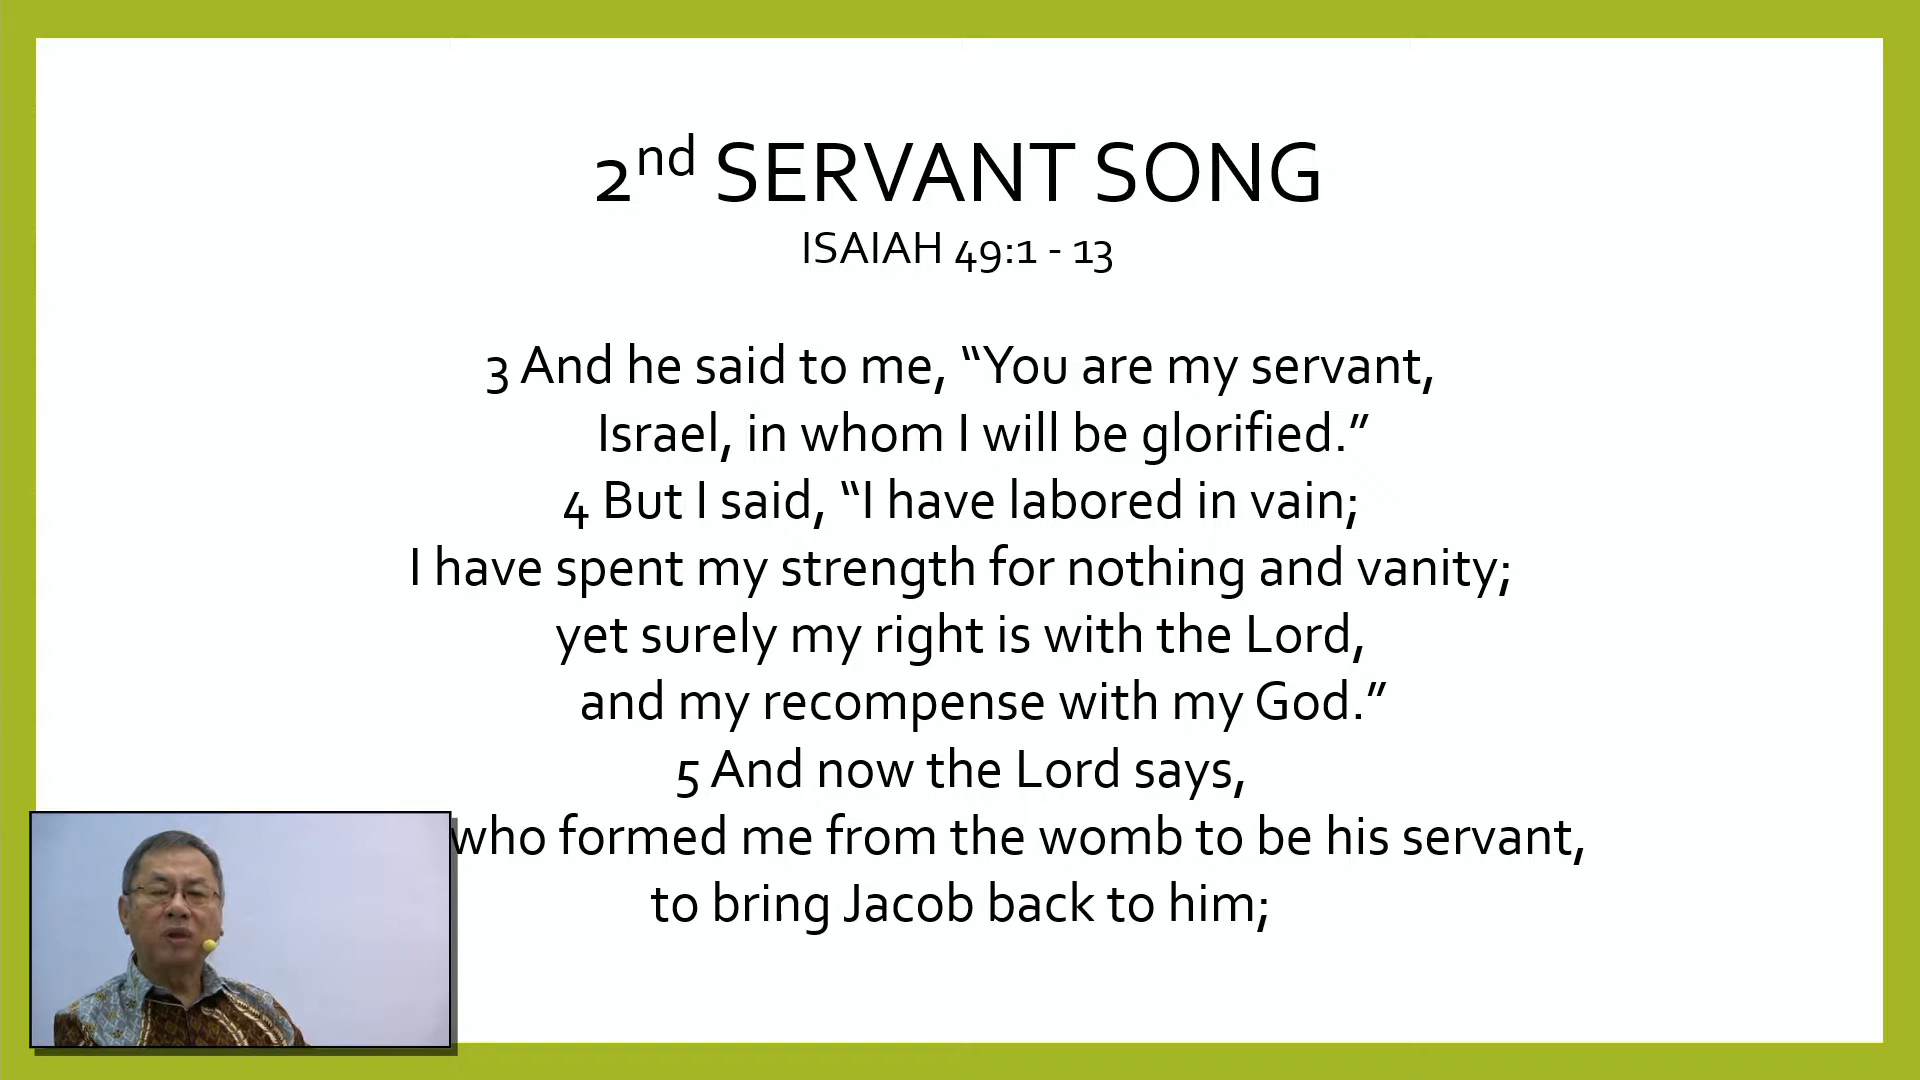 2nd SERVANT SONG
ISAIAH 49:1 - 13
3 And he said to me, “You are my servant,
Israel, in whom I will be glorified.”
4 But I said, “I have labored in vain;
I have spent my strength for nothing and vanity;
yet surely my right is with the Lord,
and my recompense with my God.”
5 And now the Lord says,
who formed me from the womb to be his servant,
to bring Jacob back to him;